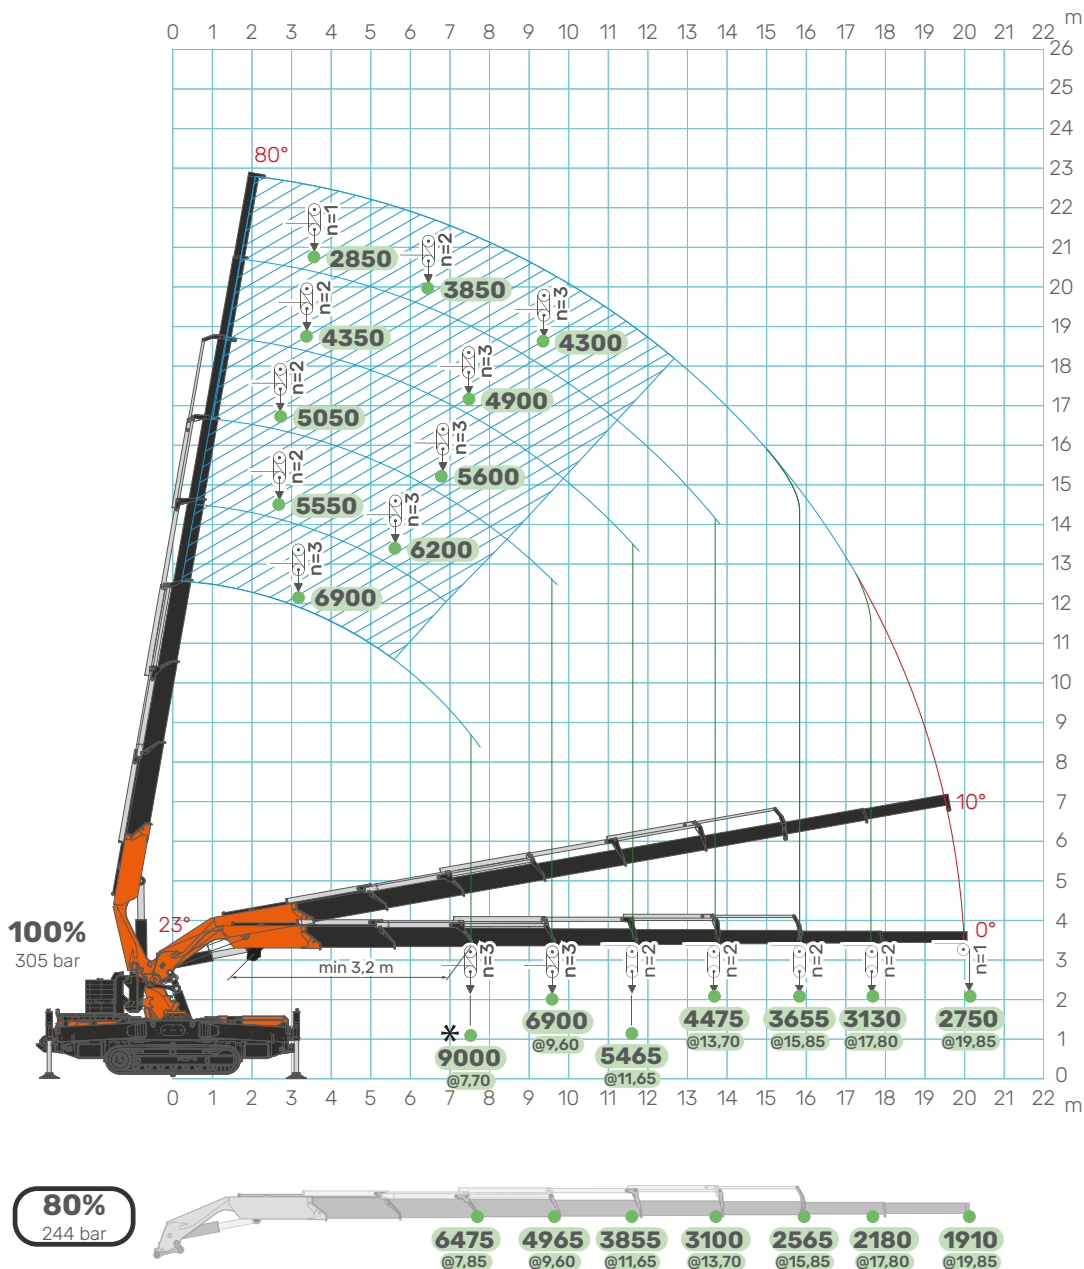 m
0 1 2 3 4 5 6 7 8 9 10 11 12 13 14 15 16 17 18 19 20 21 22
26
25
24
80°
23
n=1
22
2850
n=2
21
3850
n=2
20
n=3
4350
4300
19
n=3
18
n=2
4900
17
5050
n=3
16
n=2
5600
15
5550
n=3
14
6200
n=3
13
6900
12
11
10
9
8
10°
7
6
5
23°
0°
4
100%
305 bar
min 3,2 m
n=3 n=3 n=2 n=2 n=2 n=2 n=1
3
2
6900 4475 3655 3130 2750
@9,60 @13,70 @15,85 @17,80 @19,85
1
* 9000 5465
@7,70 @11,65
0
0 1 2 3 4 5 6 7 8 9 10 11 12 13 14 15 16 17 18 19 20 21 22
m
80%
244 bar
6475 4965 3855 3100 2565 2180 1910
@7,85 @9,60 @11,65 @13,70 @15,85 @17,80 @19,85